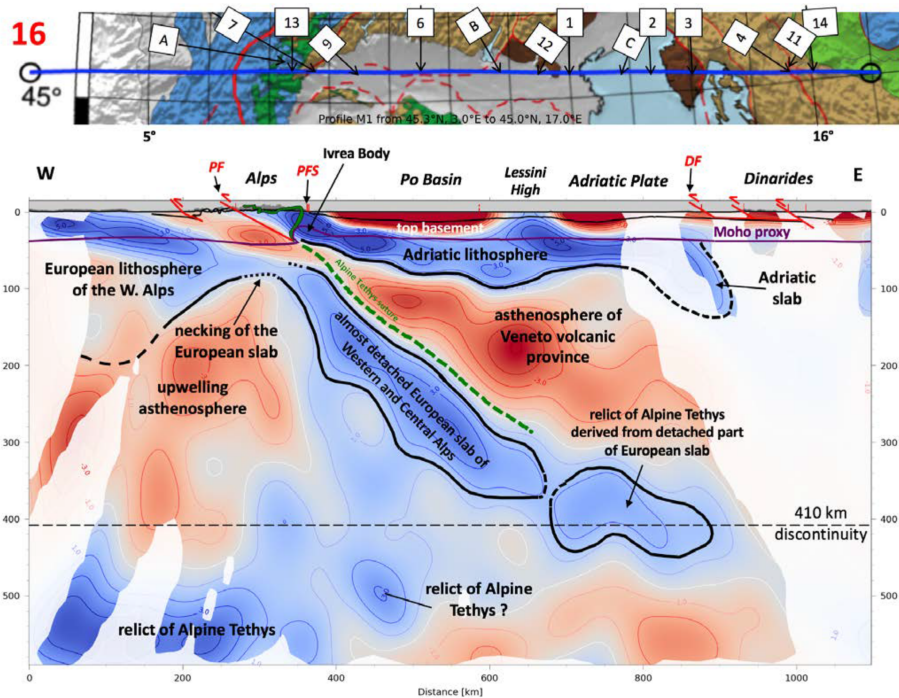 16
A
7
13
9
6
B
12
1
C
2
3
4
11
14
45°
Profile M1 from 45.3°N, 3.0°E to 45.0°N, 17.0°E
5°
16°
W
PF
Alps
PFS
Ivrea Body
Po Basin
Lessini
High
Adriatic Plate
DF
Dinarides
E
top basement
Moho proxy
European lithosphere
of the W. Alps
Adriatic lithosphere
Adriatic
slab
Alpine Tethys suture
necking of the
European slab
asthenosphere of
Veneto volcanic
province
upwelling
asthenosphere
almost detached European slab of
Western and Central
Alps
relict of Alpine Tethys
derived from detached part
of European slab
410 km
discontinuity
relict of Alpine
Tethys ?
relict of Alpine Tethys
0
100
200
300
400
500
0
200
400
600
800
1000
Distance [km]